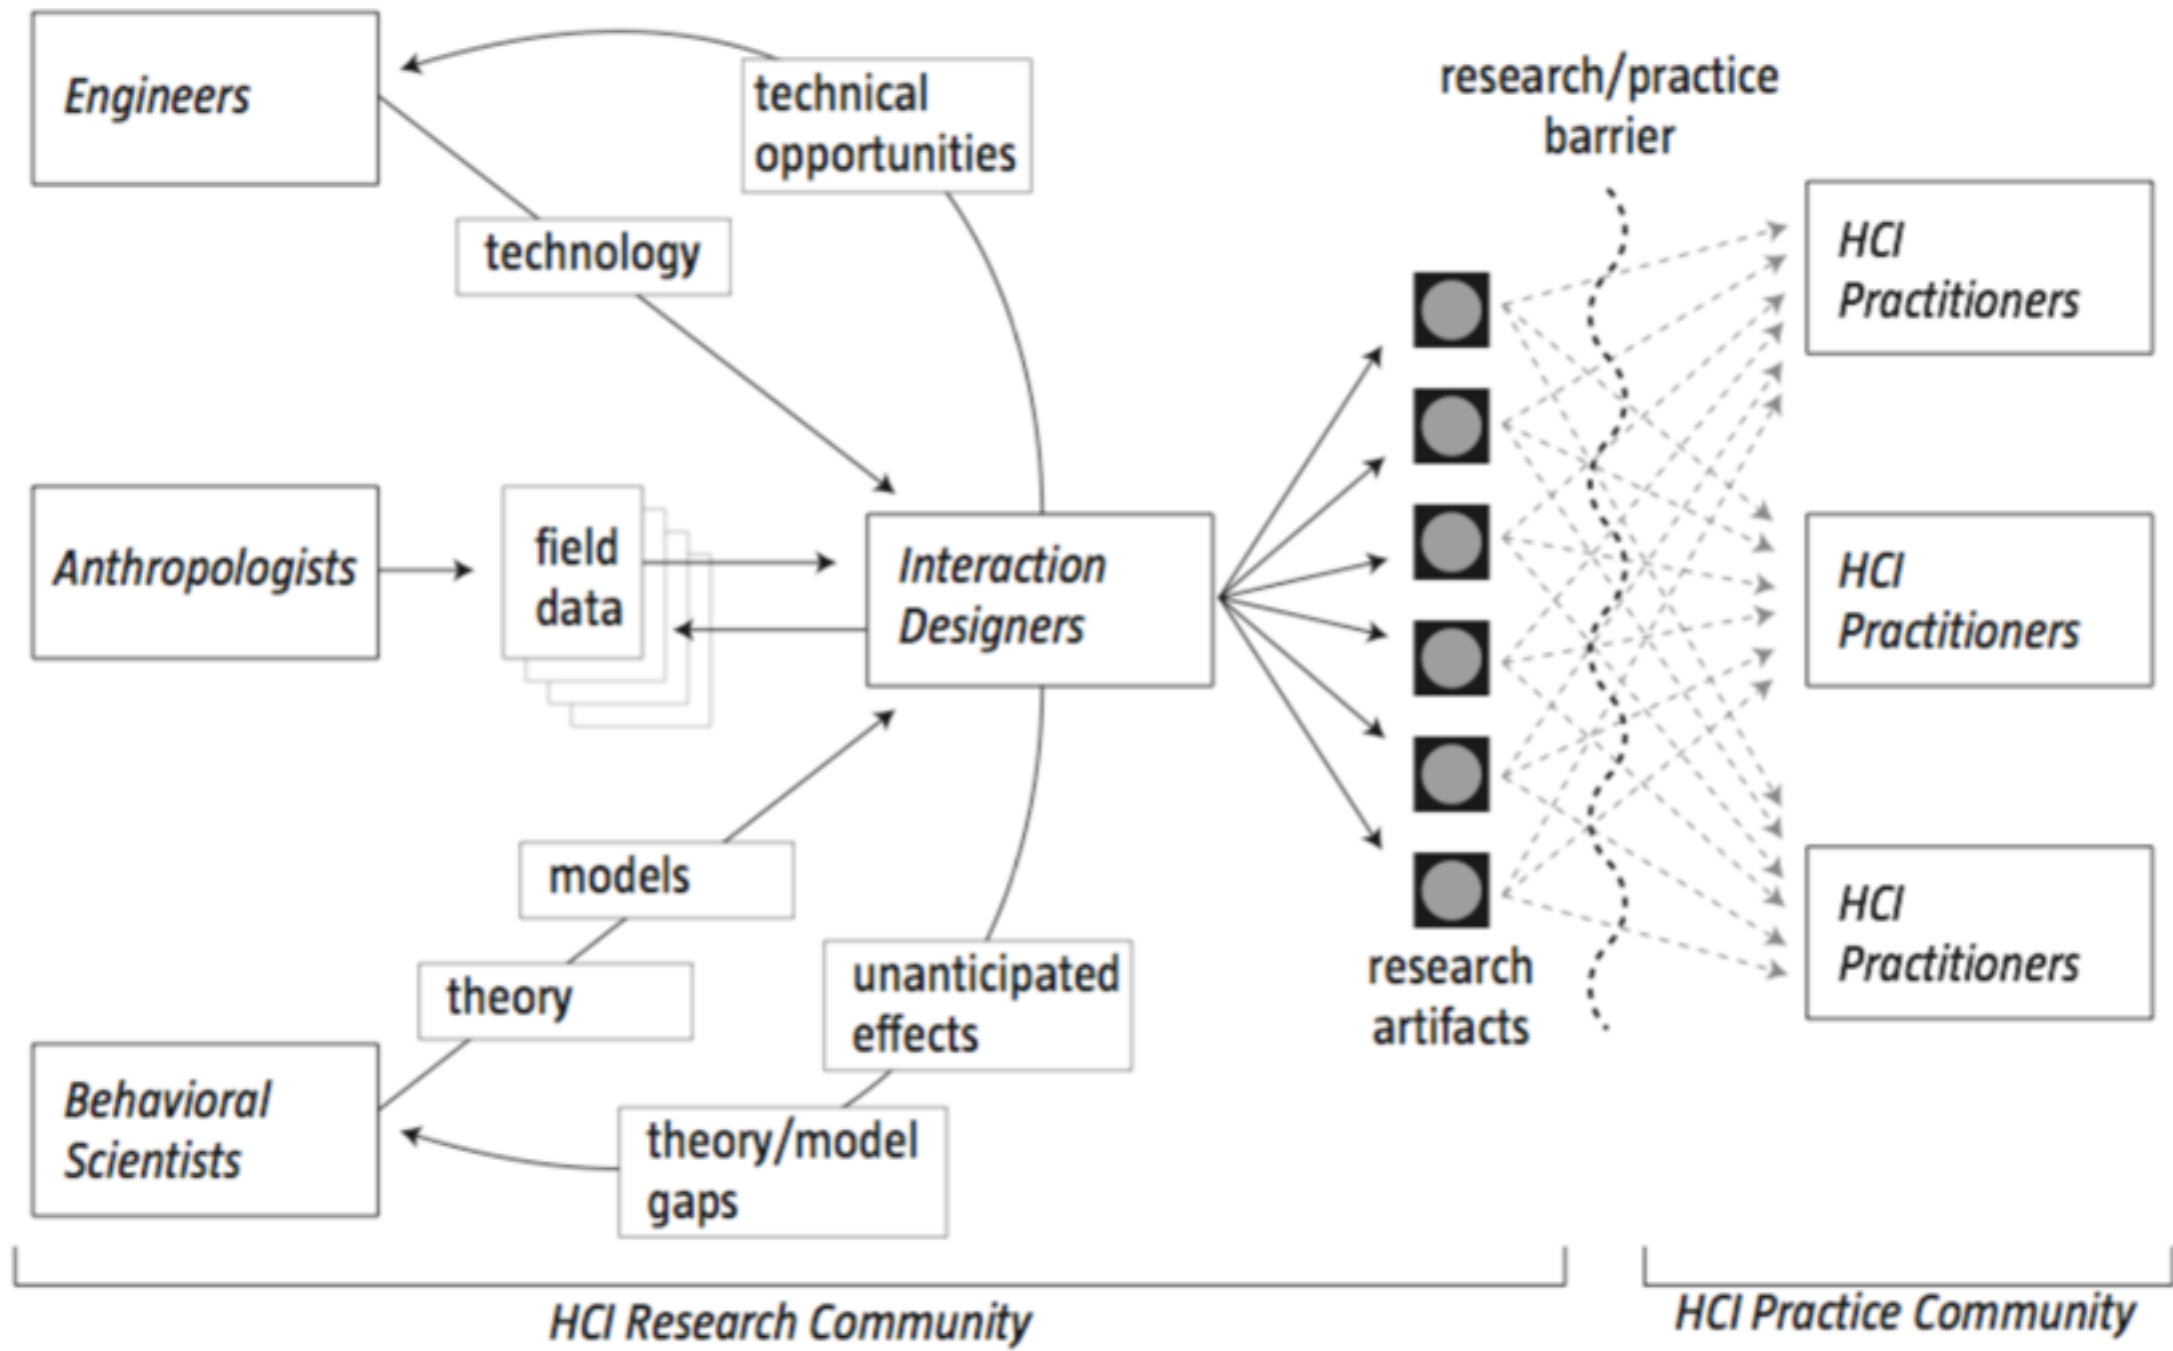 Engineers
technical
opportunities
technology
research/practice
barrier
HCI
Practitioners
Anthropologists
field
data
Interaction
Designers
HCI
Practitioners
models
theory
unanticipated
effects
Behavioral
Scientists
theory/model
gaps
research
artifacts
HCI
Practitioners
HCI Research Community
HCI Practice Community